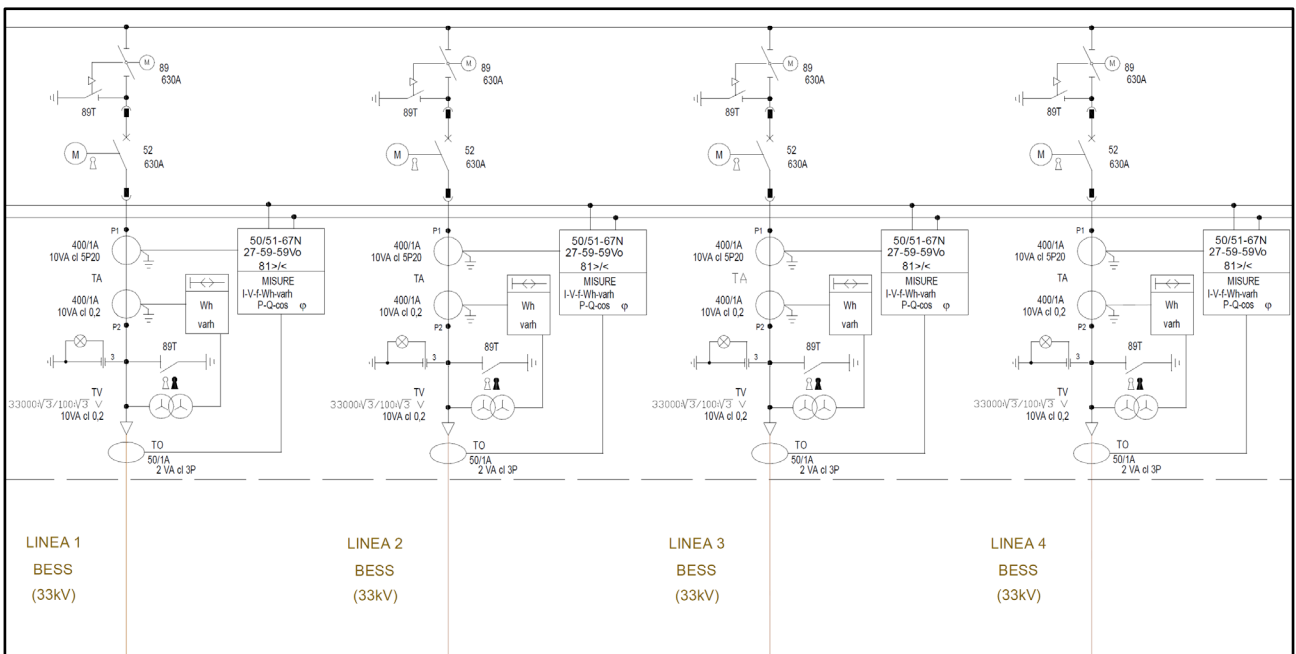 M
89
630A
89T
M
52
630A
P1
400/1A
10VA cl 5P20
TA
400/1A
10VA cl 0,2
P2
50/51-67N
27-59-59Vo
81>/<
MISURE
I-V-f-Wh-varh
P-Q-cos φ
Wh
varh
3
89T
TV
33000/√3/100/√3 V
10VA cl 0,2
TO
50/1A
2 VA cl 3P
LINEA 1
BESS
(33kV)
M
89
630A
89T
M
52
630A
P1
400/1A
10VA cl 5P20
TA
400/1A
10VA cl 0,2
P2
50/51-67N
27-59-59Vo
81>/<
MISURE
I-V-f-Wh-varh
P-Q-cos φ
Wh
varh
3
89T
TV
33000/√3/100/√3 V
10VA cl 0,2
TO
50/1A
2 VA cl 3P
LINEA 2
BESS
(33kV)
M
89
630A
89T
M
52
630A
P1
400/1A
10VA cl 5P20
TA
400/1A
10VA cl 0,2
P2
50/51-67N
27-59-59Vo
81>/<
MISURE
I-V-f-Wh-varh
P-Q-cos φ
Wh
varh
3
89T
TV
33000/√3/100/√3 V
10VA cl 0,2
TO
50/1A
2 VA cl 3P
LINEA 3
BESS
(33kV)
M
89
630A
89T
M
52
630A
P1
400/1A
10VA cl 5P20
TA
400/1A
10VA cl 0,2
P2
50/51-67N
27-59-59Vo
81>/<
MISURE
I-V-f-Wh-varh
P-Q-cos φ
Wh
varh
3
89T
TV
33000/√3/100/√3 V
10VA cl 0,2
TO
50/1A
2 VA cl 3P
LINEA 4
BESS
(33kV)